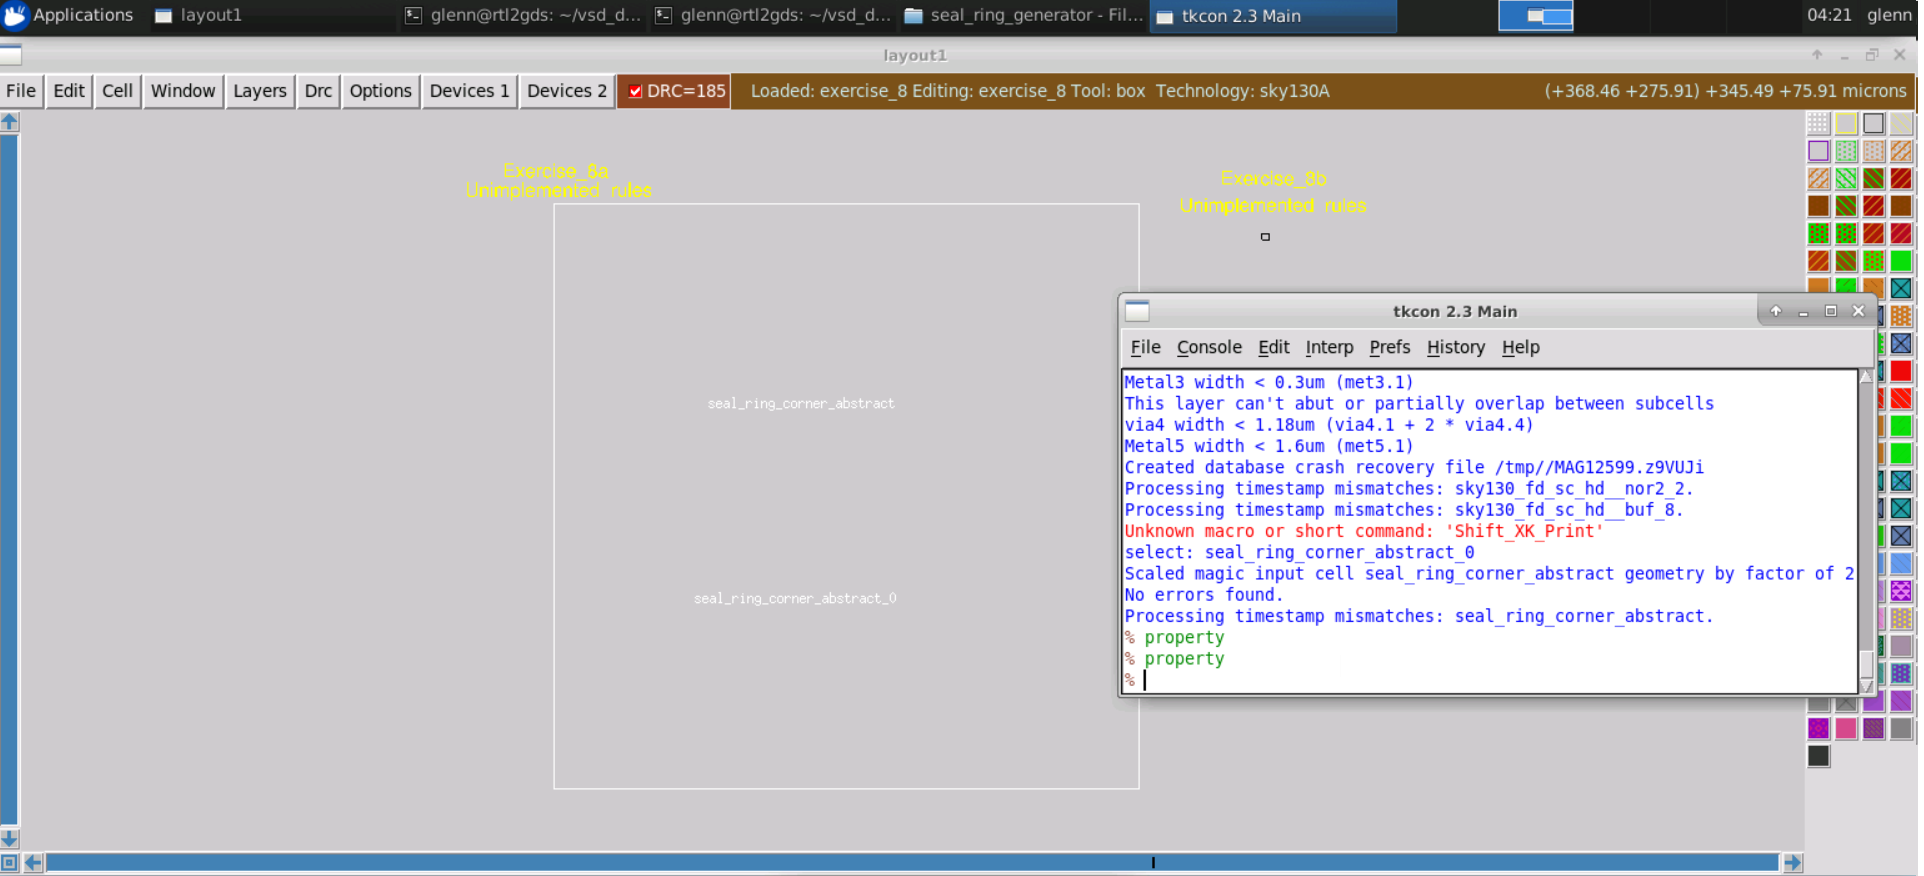 Applications
layout1
glenn@rtl2gds: ~/vsd_d...
glenn@rtl2gds: ~/vsd_d...
seal_ring_generator - Fil...
tkcon 2.3 Main
04:21
glenn
layout1
File
Edit
Cell
Window
Layers
Drc
Options
Devices 1
Devices 2
DRC=185
Loaded: exercise_8 Editing: exercise_8 Tool: box Technology: sky130A
(+368.46 +275.91) +345.49 +75.91 microns
Exercise_8a
Unimplemented rules
Exercise_8b
Unimplemented rules
seal_ring_corner_abstract
seal_ring_corner_abstract_0
tkcon 2.3 Main
File Console Edit Interp Prefs History Help
Metal3 width < 0.3um (met3.1)
This layer can't abut or partially overlap between subcells
via4 width < 1.18um (via4.1 + 2 * via4.4)
Metal5 width < 1.6um (met5.1)
Created database crash recovery file /tmp//MAG12599.z9VUJi
Processing timestamp mismatches: sky130_fd_sc_hd__nor2_2.
Processing timestamp mismatches: sky130_fd_sc_hd__buf_8.
Unknown macro or short command: 'Shift_XK_Print'
select: seal_ring_corner_abstract_0
Scaled magic input cell seal_ring_corner_abstract geometry by factor of 2
No errors found.
Processing timestamp mismatches: seal_ring_corner_abstract.
% property
% property
%